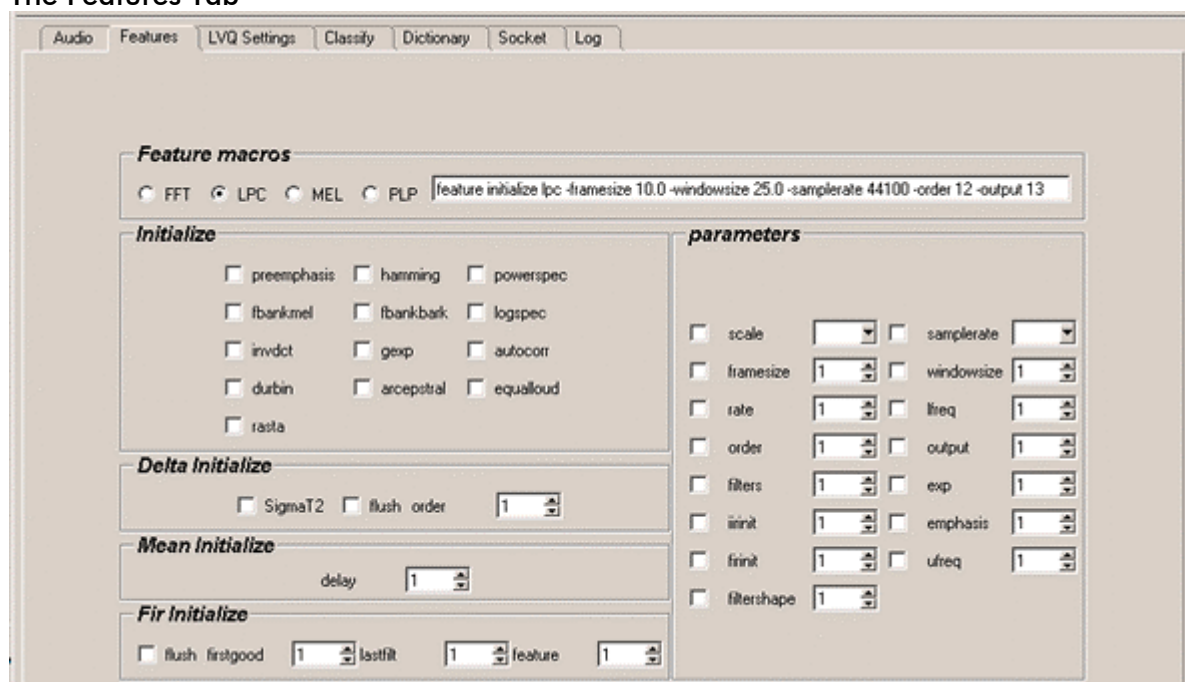 The Features Tab
Audio Features LVQ Settings Classify Dictionary Socket Log
Feature macros
FFT LPC MEL PLP feature initialize lpc -framesize 10.0 -windowsize 25.0 -samplerate 44100 -order 12 -output 13
Initialize
preemphasis hamming powerspec
fbankmel fbankbark logspec
invdct gexp autocorr
durbin arcepstral equalloud
rasta
Delta Initialize
SigmaT2 flush order 1
Mean Initialize
delay 1
Fir Initialize
flush firstgood 1 lastfilt 1 feature 1
parameters
scale samplerate
framesize 1 windowsize 1
rate 1 lfreq 1
order 1 output 1
filters 1 exp 1
iirinit 1 emphasis 1
firinit 1 ufreq 1
filtershape 1